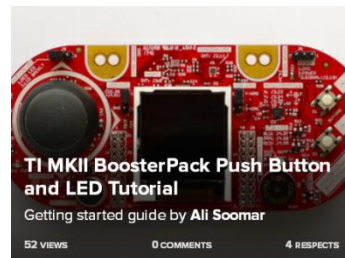 TI MKII BoosterPack Push Button
and LED Tutorial
Getting started guide by Ali Soomar
52 VIEWS
0 COMMENTS
4 RESPECTS